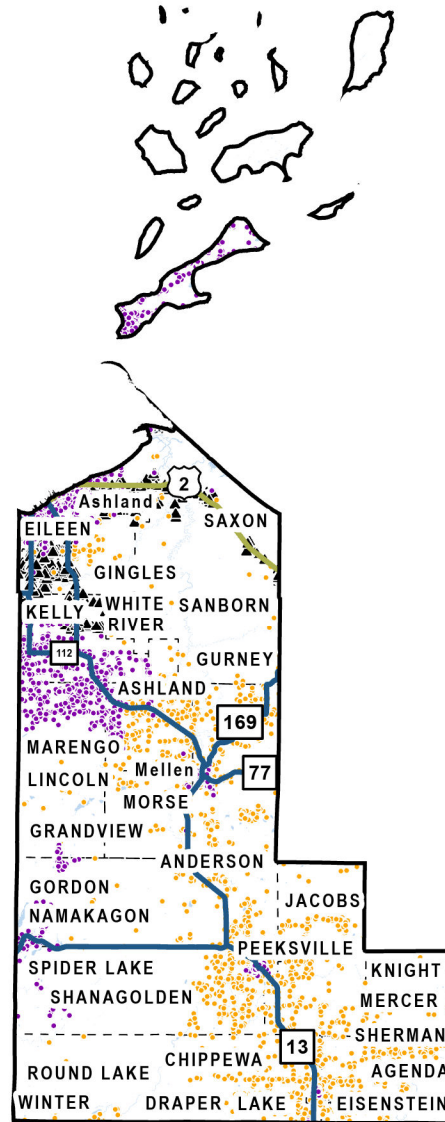 2
Ashland
EILEEN
SAXON
GINGLES
KELLY
WHITE
RIVER
SANBORN
112
GURNEY
ASHLAND
169
MARENGO
Mellen
77
LINCOLN
MORSE
GRANDVIEW
ANDERSON
GORDON
JACOBS
NAMAKAGON
PEEKSVILLE
SPIDER LAKE
KNIGHT
SHANAGOLDEN
MERCER
SHERMAN
13
CHIPPEWA
AGENDA
ROUND LAKE
WINTER
DRAPER LAKE
EISENSTEIN